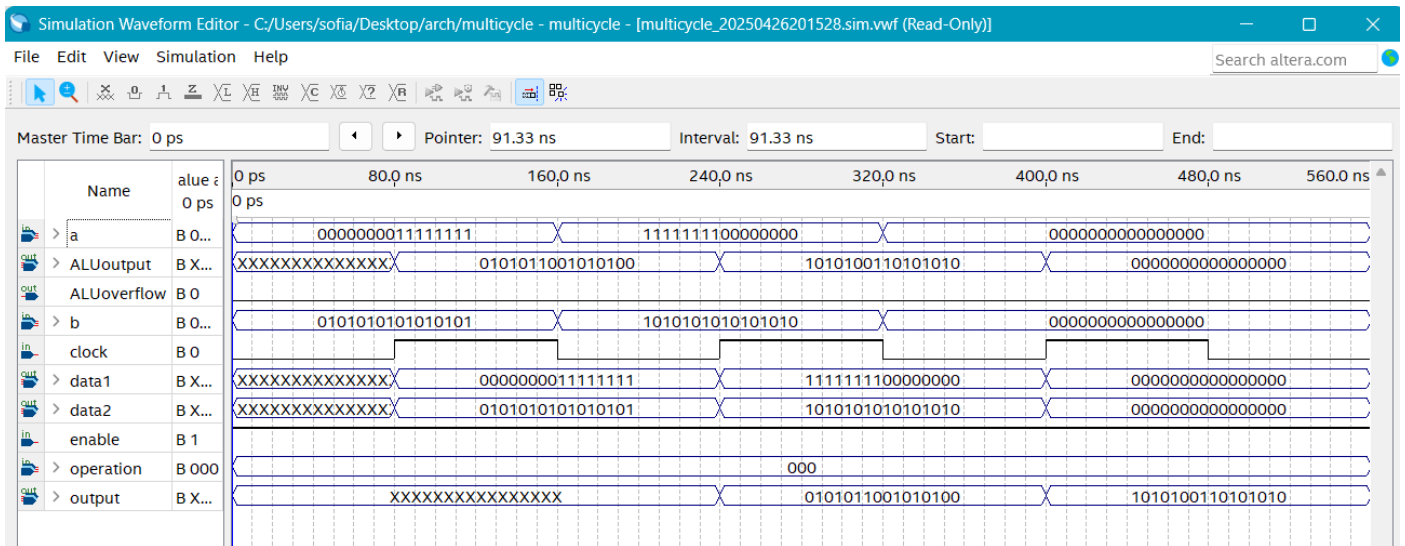 Simulation Waveform Editor - C:/Users/sofia/Desktop/arch/multicycle - multicycle - [multicycle_20250426201528.sim.vwf (Read-Only)]
File Edit View Simulation Help
Search altera.com
Master Time Bar: 0 ps Pointer: 91.33 ns Interval: 91.33 ns Start: End:
Name alue a 0 ps 80.0 ns 160.0 ns 240.0 ns 320.0 ns 400.0 ns 480.0 ns 560.0 ns
0 ps 0 ps
a B 0... 0000000011111111 1111111100000000 0000000000000000
ALUoutput B X... XXXXXXXXXXXXXXX 0101011001010100 1010100110101010 0000000000000000
ALUoverflow B 0
b B 0... 0101010101010101 1010101010101010 0000000000000000
clock B 0
data1 B X... XXXXXXXXXXXXXXX 0000000011111111 1111111100000000 0000000000000000
data2 B X... XXXXXXXXXXXXXXX 0101010101010101 1010101010101010 0000000000000000
enable B 1
operation B 000 000
output B X... XXXXXXXXXXXXXXXX 0101011001010100 1010100110101010